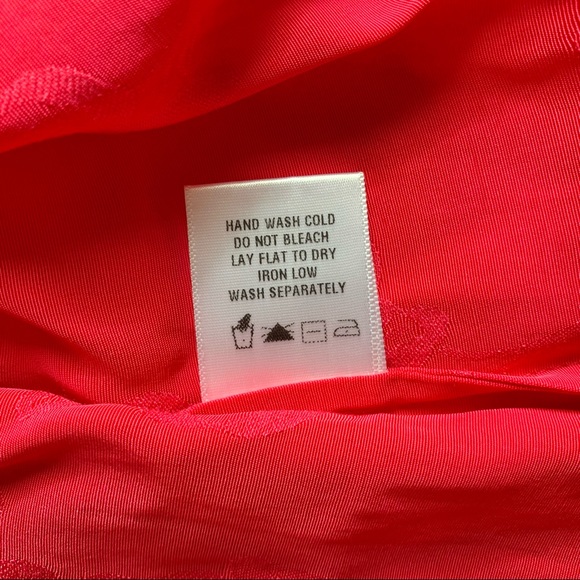 HAND WASH COLD
DO NOT BLEACH
LAY FLAT TO DRY
IRON LOW
WASH SEPARATELY